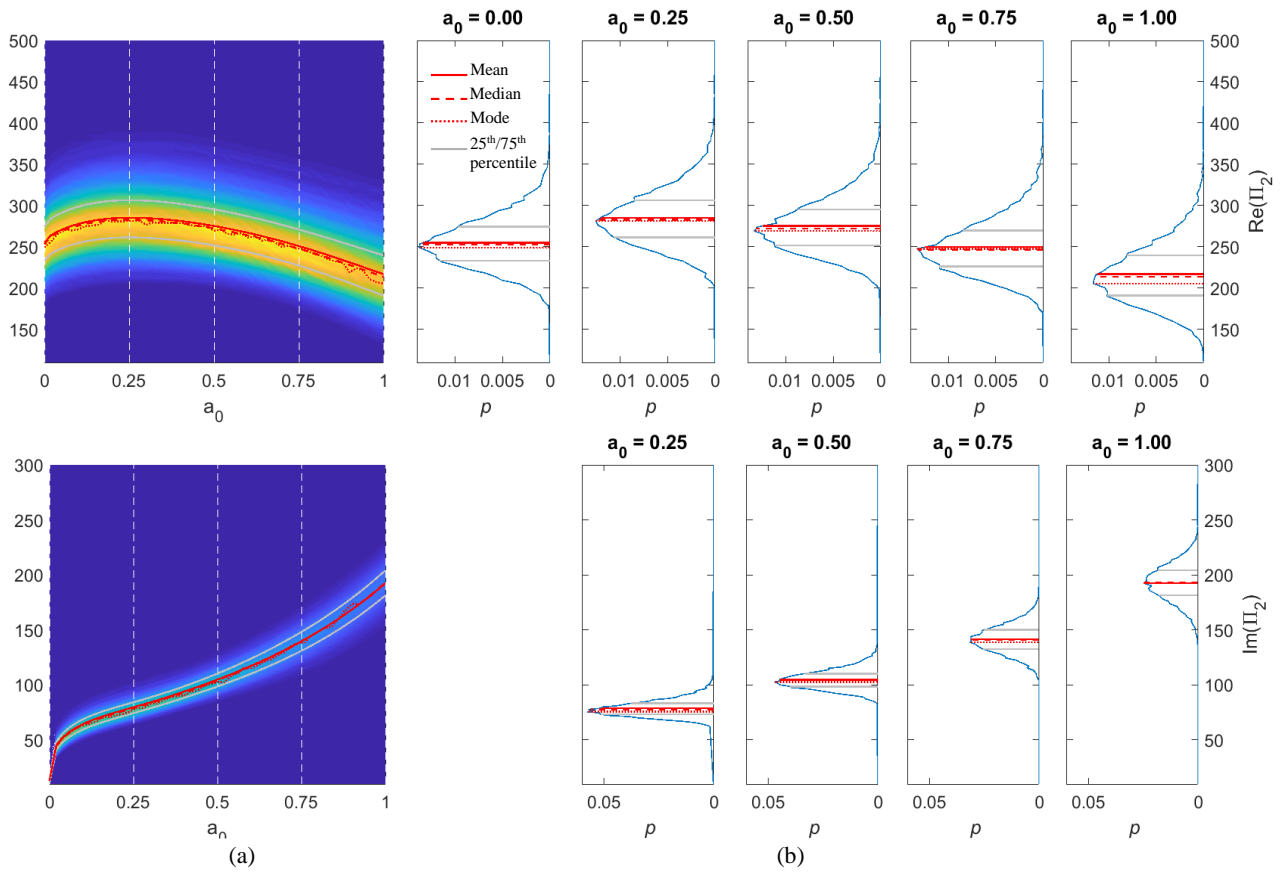 a0 = 0.00 a0 = 0.25 a0 = 0.50 a0 = 0.75 a0 = 1.00
500 500
450 450
400 400
350 350
300 300
250 250
200 200
150 150
Mean
Median
Mode
25th/75th
percentile
Re(Π2)
0 0.25 0.5 0.75 1
a0
0.01 0.005 0 0.01 0.005 0 0.01 0.005 0 0.01 0.005 0 0.01 0.005 0
p p p p p
a0 = 0.25 a0 = 0.50 a0 = 0.75 a0 = 1.00
300 300
250 250
200 200
150 150
100 100
50 50
Im(Π2)
0 0.25 0.5 0.75 1
a0
0.05 0 0.05 0 0.05 0 0.05 0
p p p p
(a) (b)